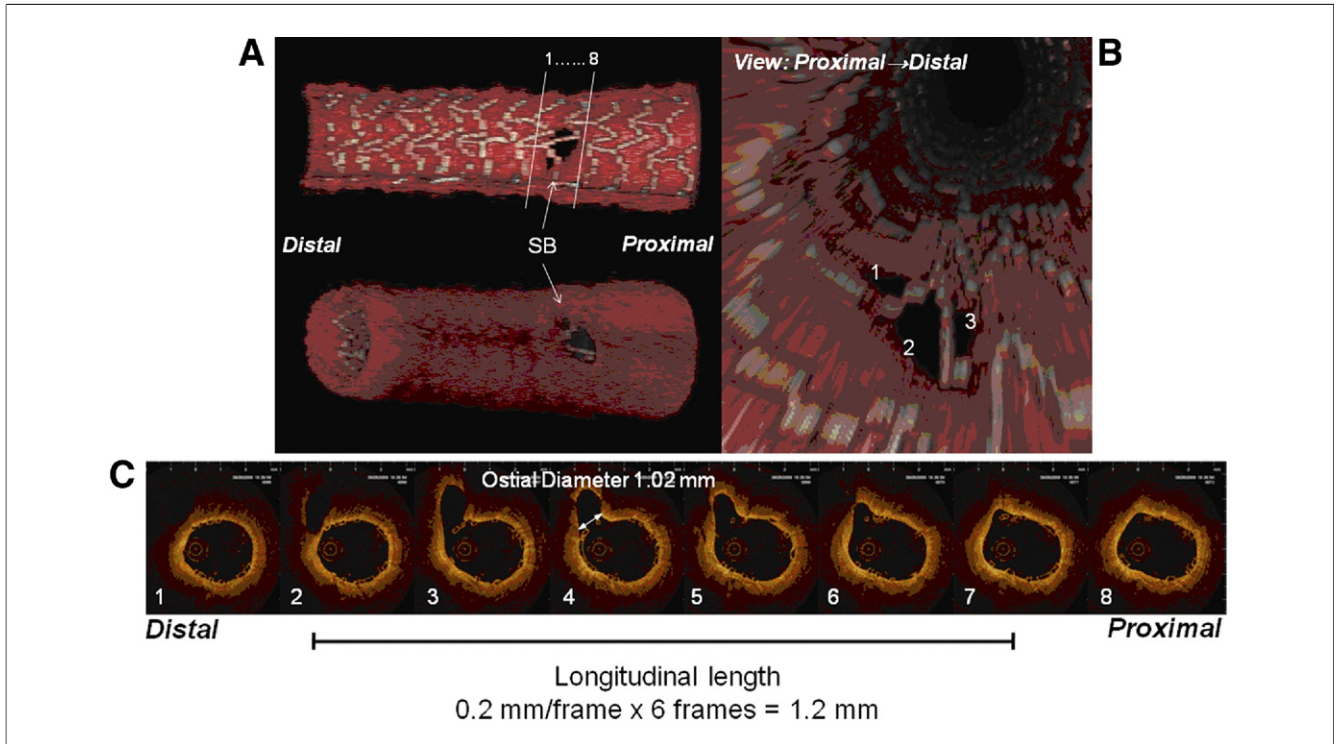 A
B
1...... 8
View: Proximal→Distal
Distal
SB
Proximal
1
2
3
C
Ostial Diameter 1.02 mm
1 2 3 4 5 6 7 8
Distal
Proximal
Longitudinal length
0.2 mm/frame x 6 frames = 1.2 mm